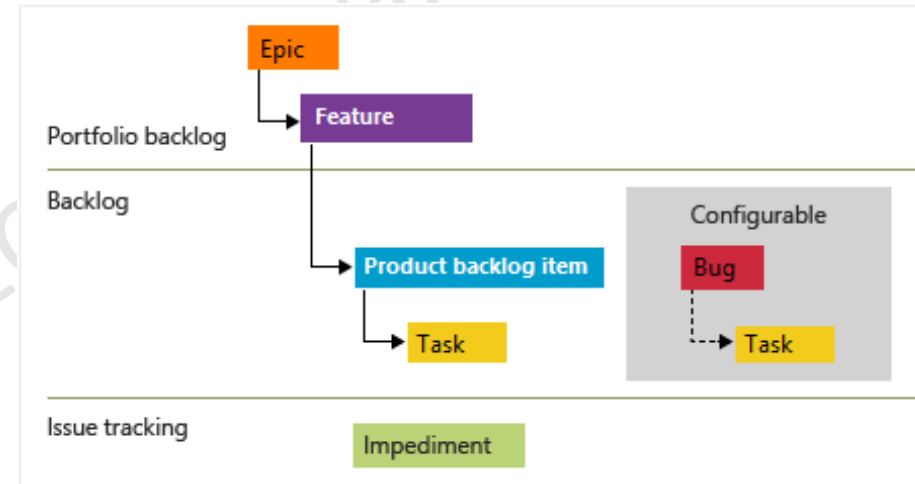 Epic
Feature
Portfolio backlog
Backlog
Configurable
Product backlog item
Bug
Task
Task
Issue tracking
Impediment